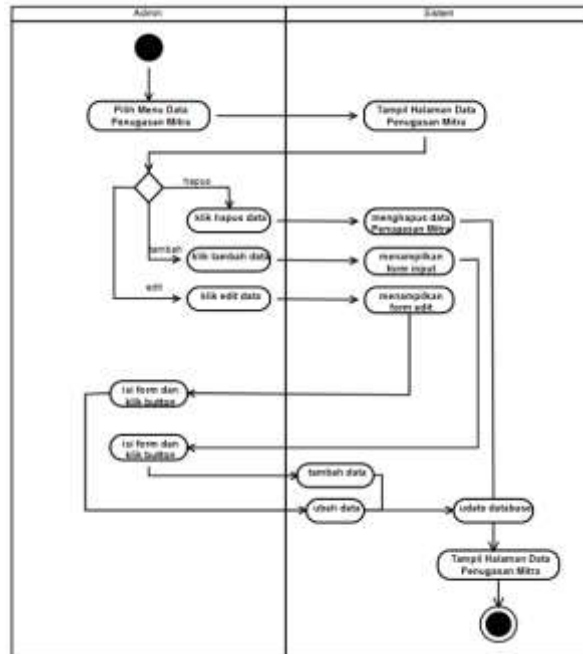 Admin
Sistem
Pilih Menu Data
Penugasan Mitra
Tampil Halaman Data
Penugasan Mitra
hapus
klik hapus data
menghapus data
Penugasan Mitra
tambah
klik tambah data
menampilkan
form input
edit
klik edit data
menampilkan
form edit
isi form dan
klik button
isi form dan
klik button
tambah data
ubah data
udate database
Tampil Halaman Data
Penugasan Mitra